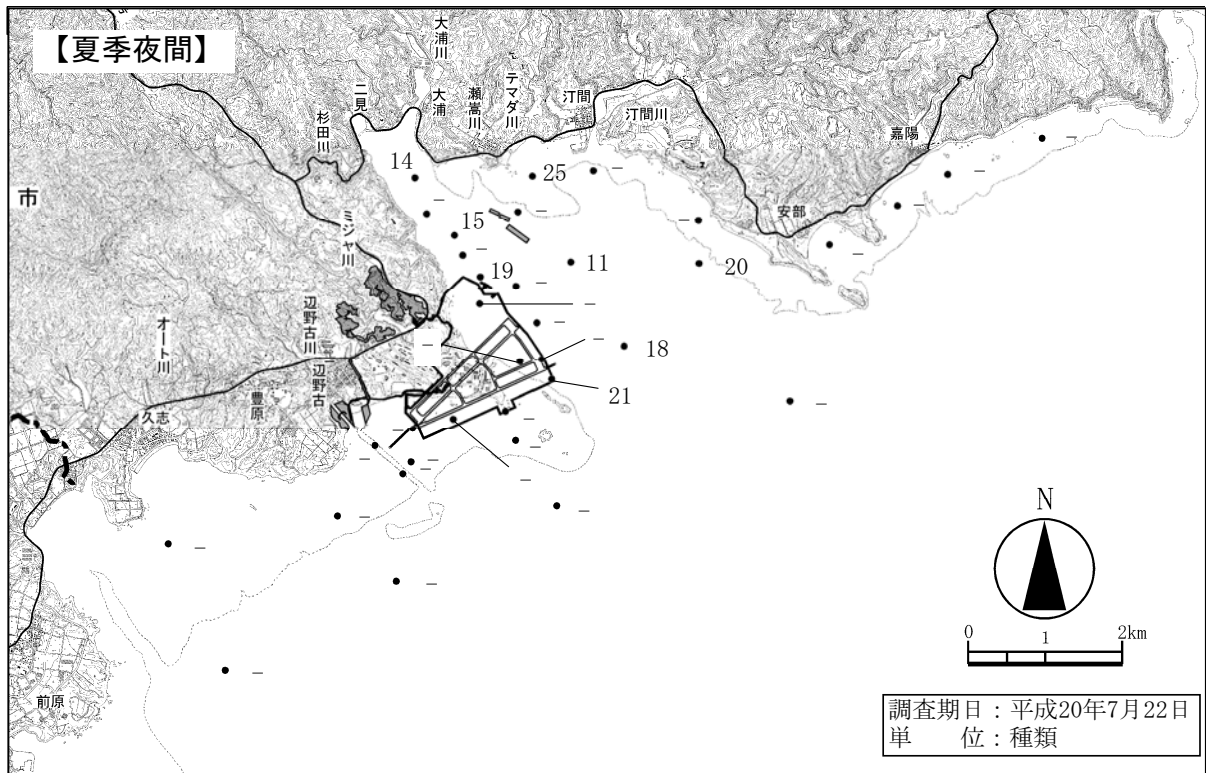 【夏季夜間】
大浦川
大浦
瀬嵩川
テマダ川
汀間
汀間川
二見
杉田川
嘉陽
安部
市
ミジャ川
辺野古川
辺野古
オート川
豊原
久志
前原
14
－
25
－
－
－
－
15
－
－
－
－
19
－
11
20
－
－
－
－
－
18
21
－
－
－
－
－
－
－
－
－
－
－
－
－
N
0 1 2km
調査期日：平成20年7月22日
単　　位：種類